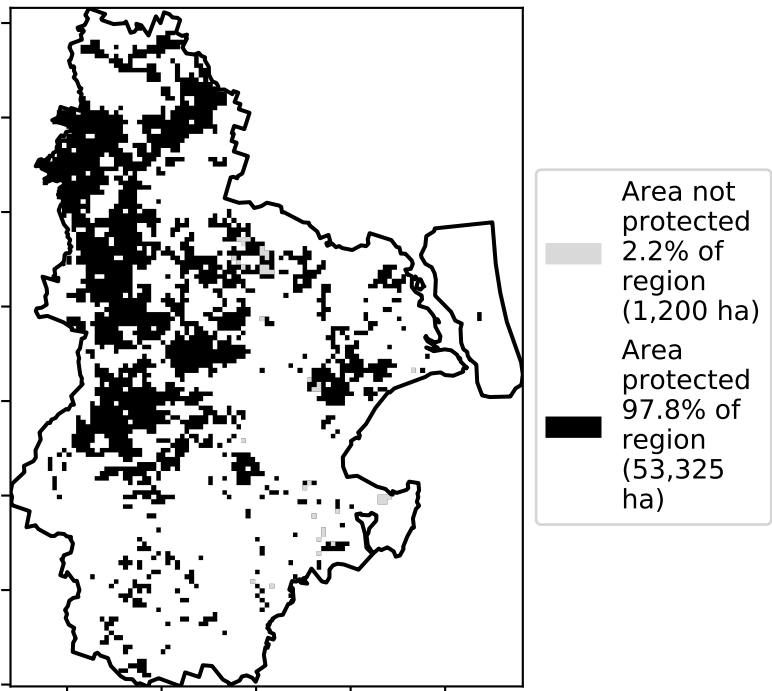 Area not
protected
2.2% of
region
(1,200 ha)
Area
protected
97.8% of
region
(53,325
ha)